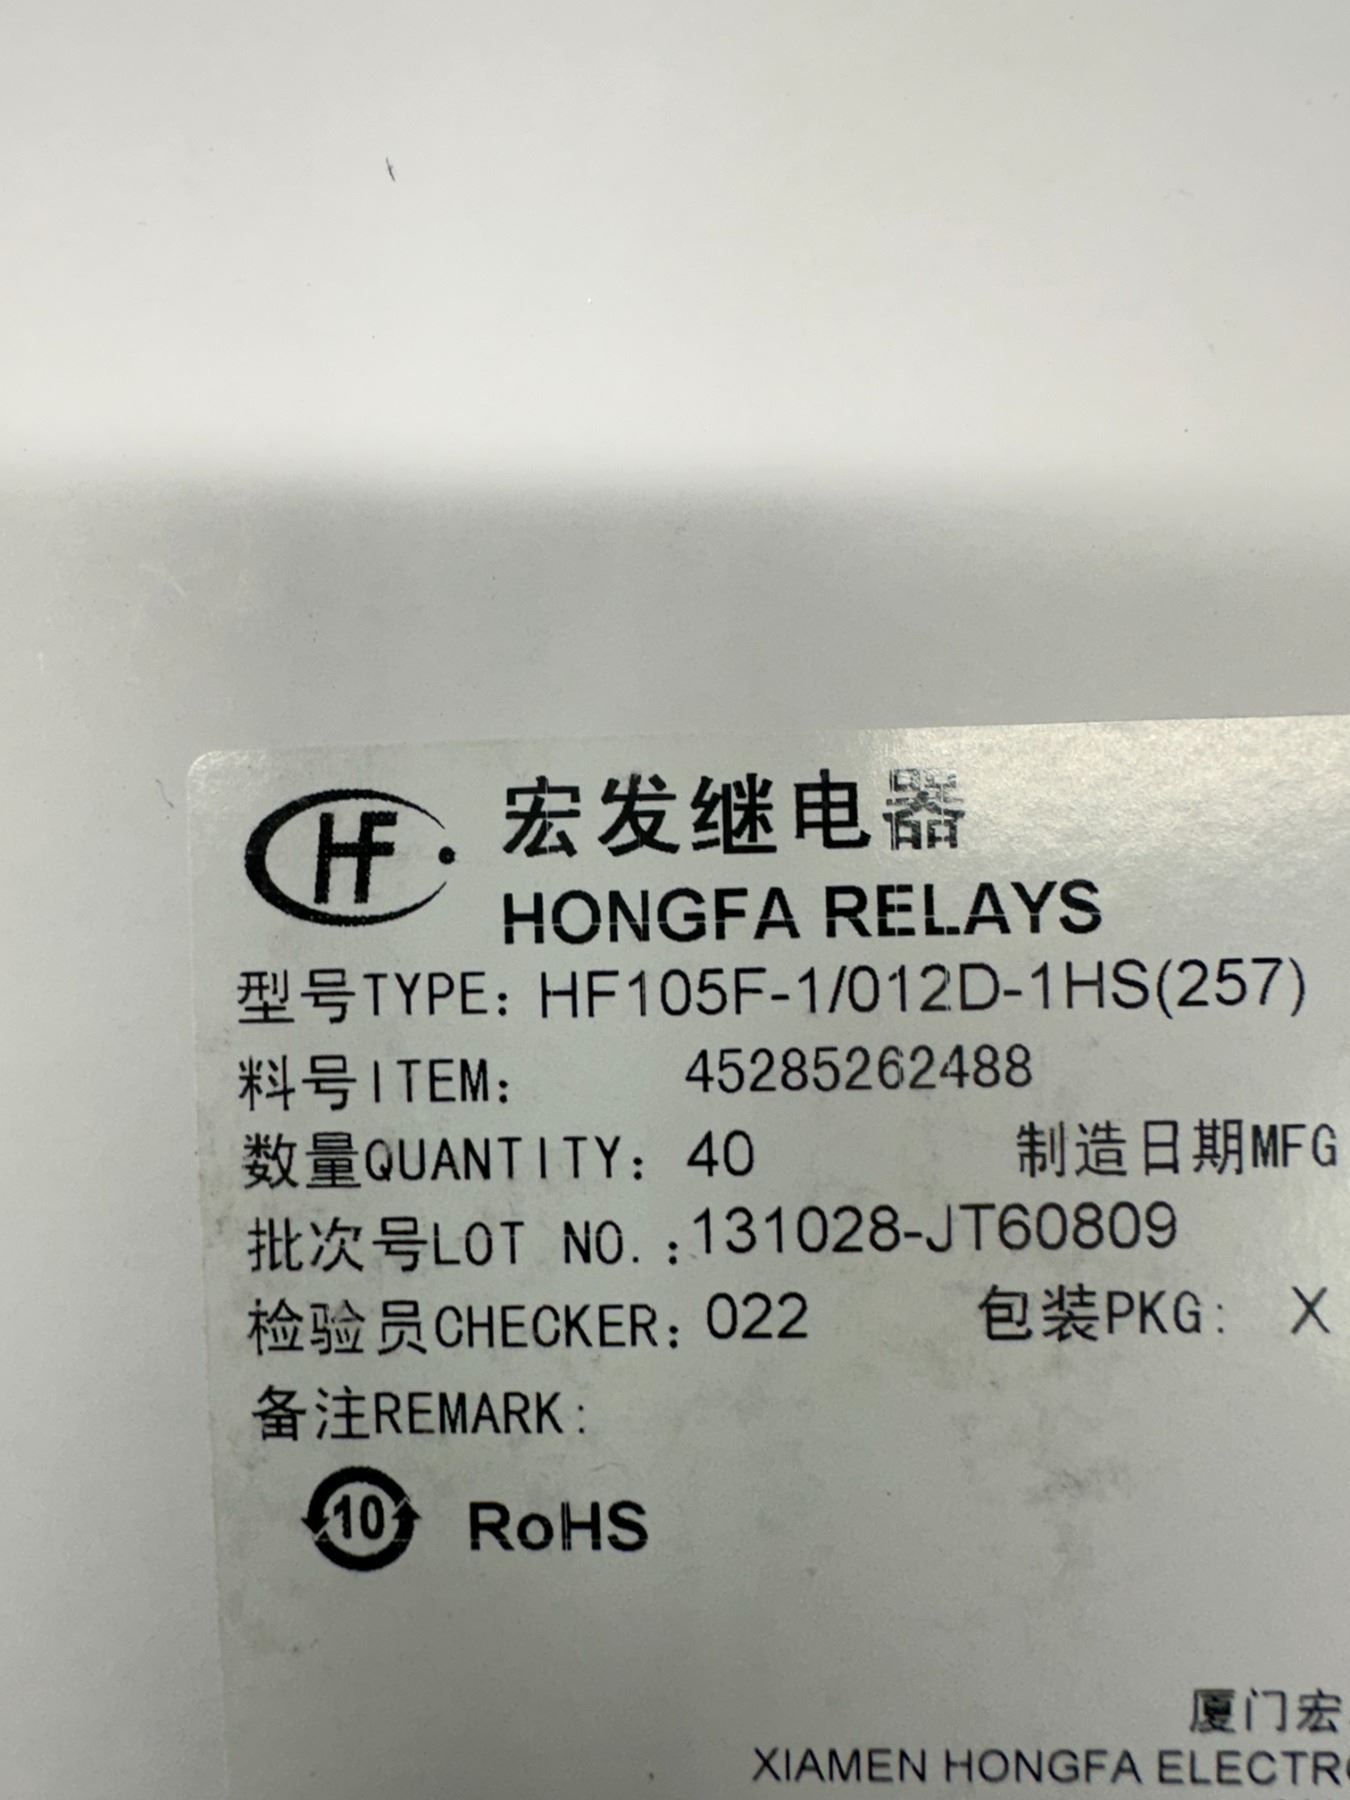 HF 宏发继电器
HONGFA RELAYS
型号TYPE: HF105F-1/012D-1HS(257)
料号ITEM: 45285262488
数量QUANTITY: 40 制造日期MFG
批次号LOT NO.:131028-JT60809
检验员CHECKER: 022 包装PKG: X
备注REMARK:
10 RoHS
厦门宏
XIAMEN HONGFA ELECTRO